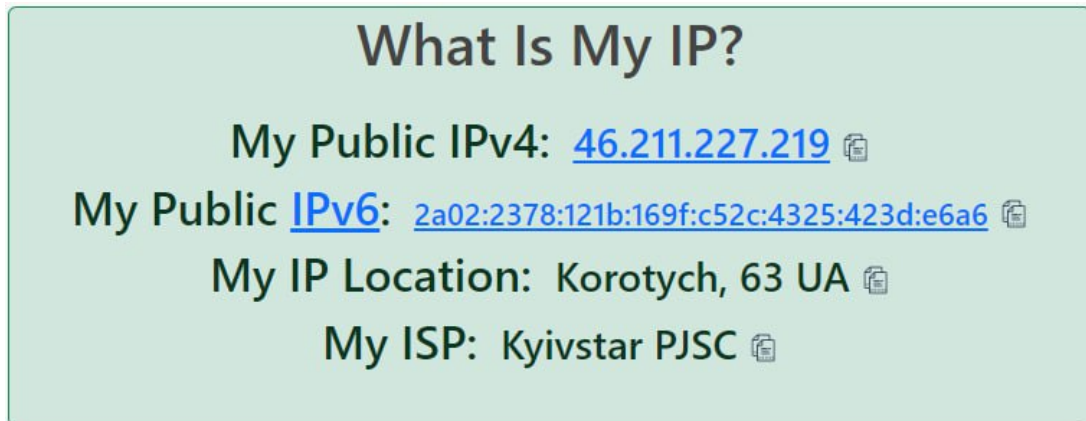 What Is My IP?
My Public IPv4: 46.211.227.219
My Public IPv6: 2a02:2378:121b:169f:c52c:4325:423d:e6a6
My IP Location: Korotych, 63 UA
My ISP: Kyivstar PJSC